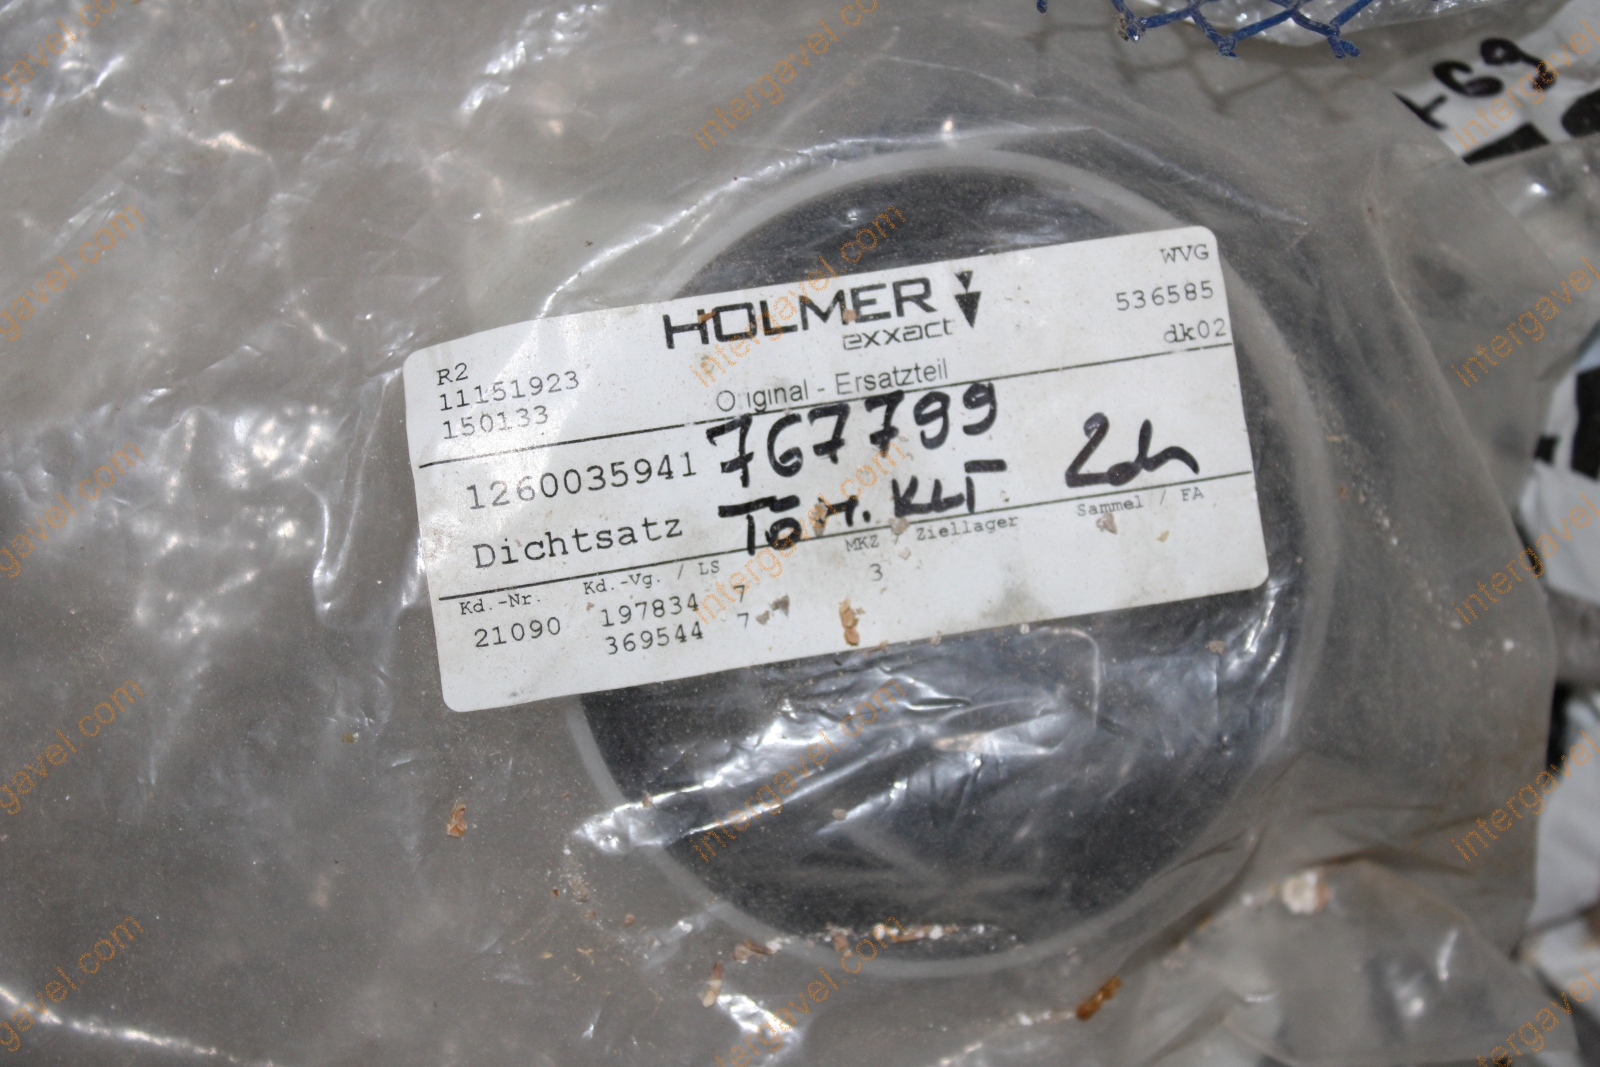 HOLMER
exxact
WVG
536585
dk02
R2
11151923
150133
Original - Ersatzteil
1260035941
767799
Dichtsatz
Kd.-Nr.
Kd.-Vg. / LS
MKZ / Ziellager
Sammel / FA
21090
197834 7
3
369544 7
intergavel.com